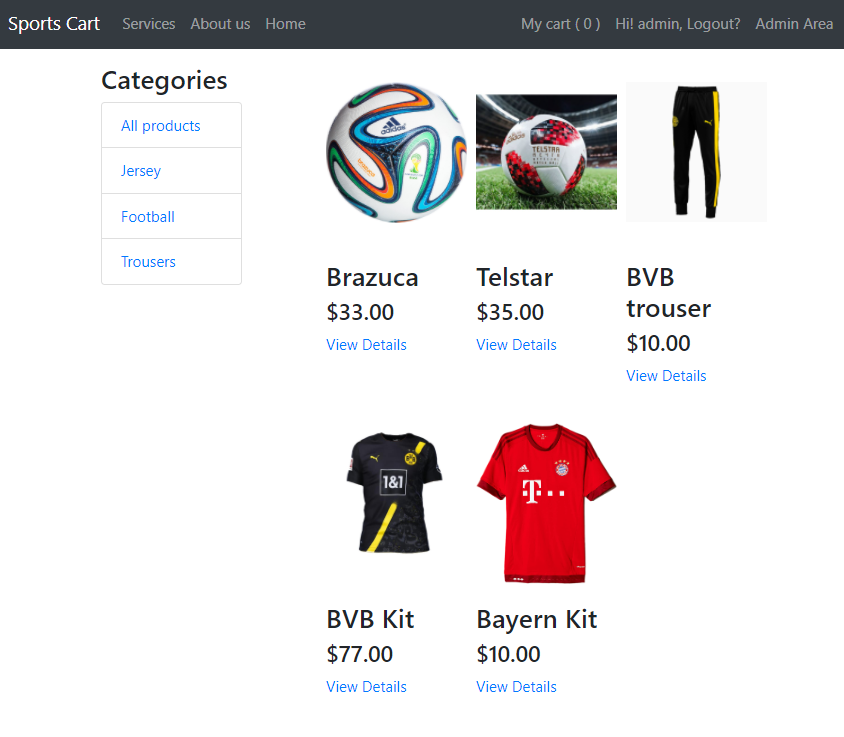 Sports Cart Services About us Home My cart ( 0 ) Hi! admin, Logout? Admin Area
Categories
All products
Jersey
Football
Trousers
adidas
TELSTAR
Brazuca
$33.00
View Details
Telstar
$35.00
View Details
BVB
trouser
$10.00
View Details
1&1
adidas
T
BVB Kit
$77.00
View Details
Bayern Kit
$10.00
View Details